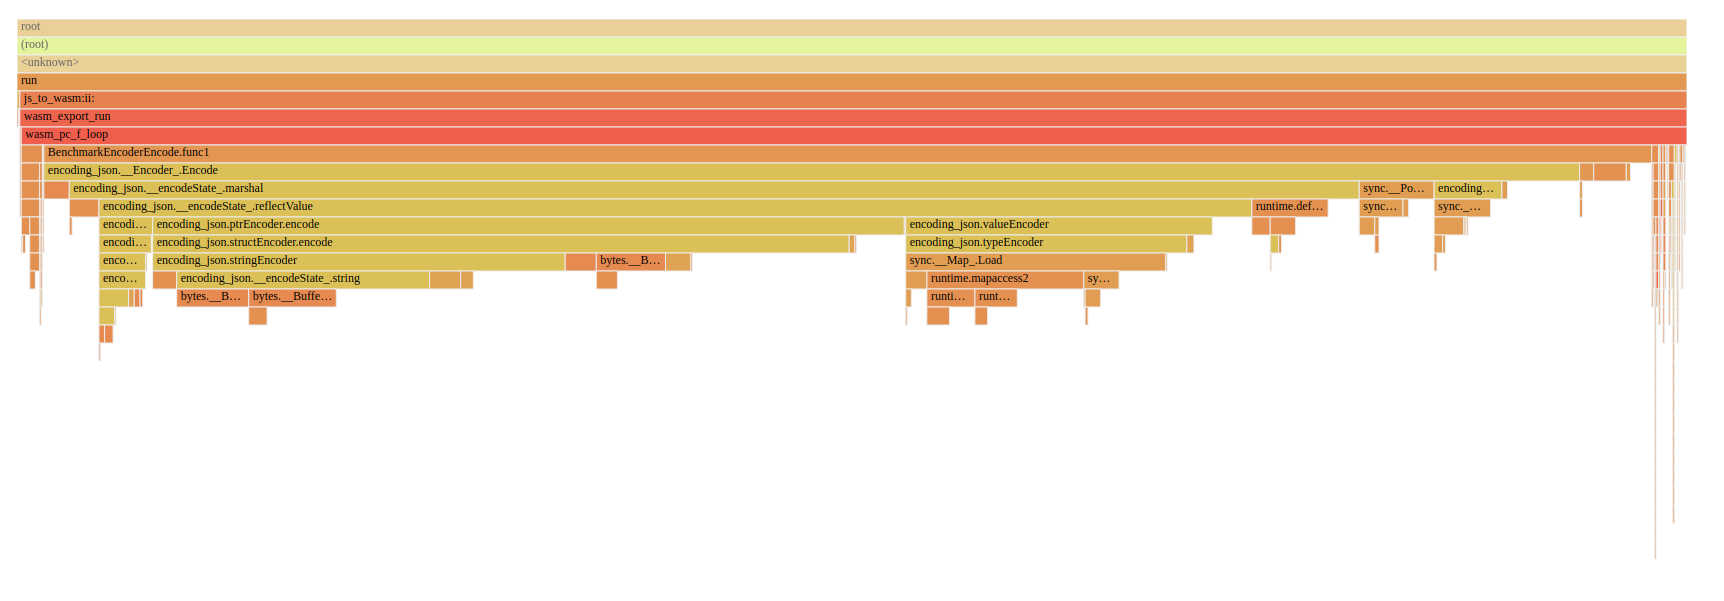 root
(root)
<unknown>
run
js_to_wasm:ii:
wasm_export_run
wasm_pc_f_loop
BenchmarkEncoderEncode.func1
encoding_json.__Encoder_.Encode
encoding_json.__encodeState_.marshal sync.__Po… encoding…
encoding_json.__encodeState_.reflectValue runtime.def… sync… sync._…
encodi… encoding_json.ptrEncoder.encode encoding_json.valueEncoder
encodi… encoding_json.structEncoder.encode encoding_json.typeEncoder
enco… encoding_json.stringEncoder bytes.__B… sync.__Map_.Load
enco… encoding_json.__encodeState_.string runtime.mapaccess2 sy…
bytes.__B… bytes.__Buffe… runti… runt…